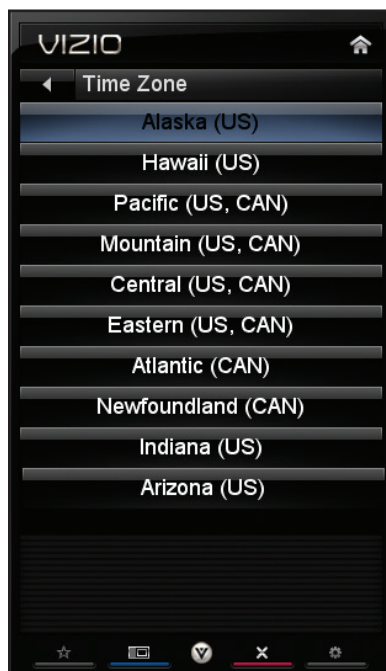 VIZIO
Time Zone
Alaska (US)
Hawaii (US)
Pacific (US, CAN)
Mountain (US, CAN)
Central (US, CAN)
Eastern (US, CAN)
Atlantic (CAN)
Newfoundland (CAN)
Indiana (US)
Arizona (US)
V